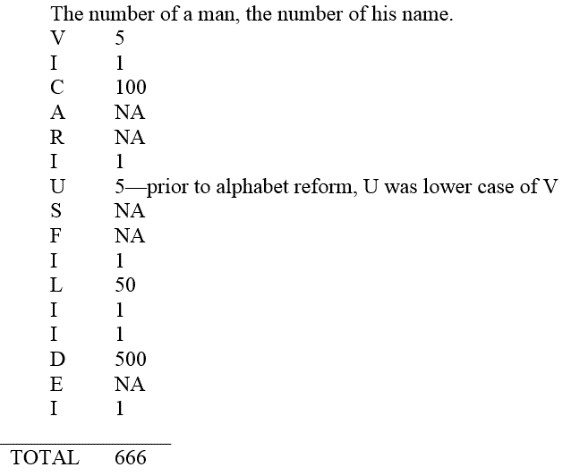 The number of a man, the number of his name.
V 5
I 1
C 100
A NA
R NA
I 1
U 5—prior to alphabet reform, U was lower case of V
S NA
F NA
I 1
L 50
I 1
I 1
D 500
E NA
I 1
TOTAL 666